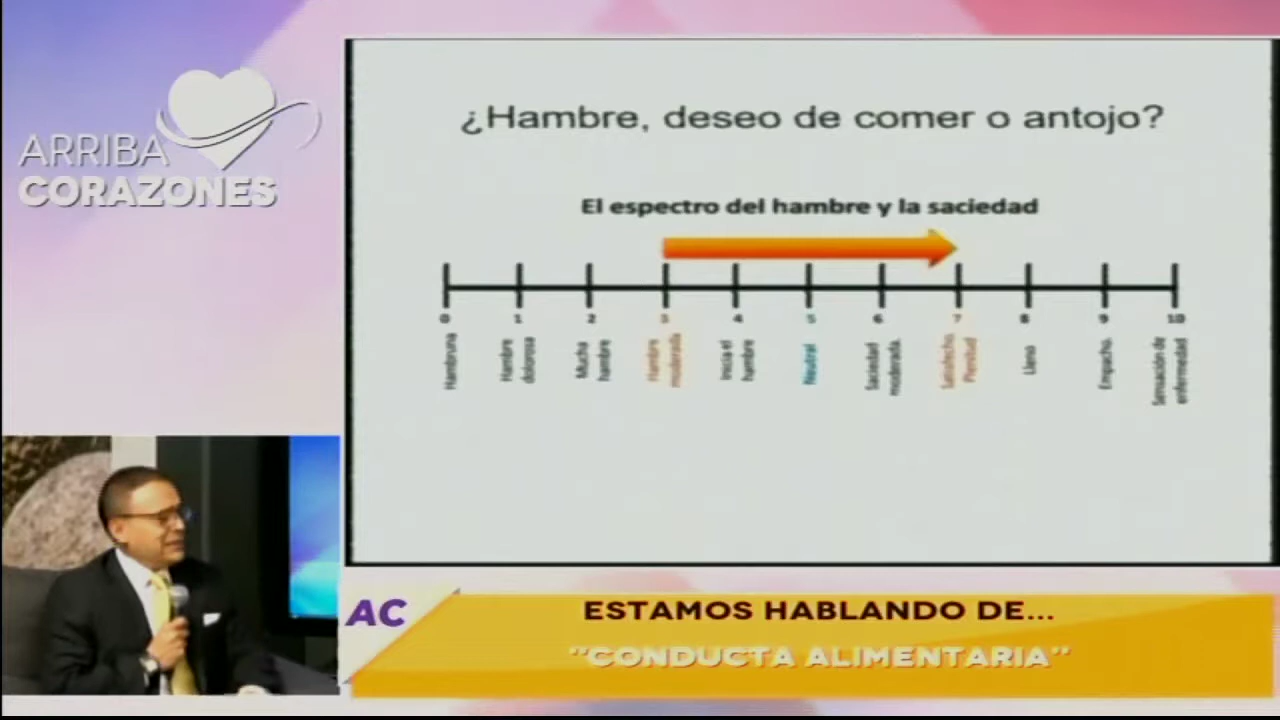 ARRIBA
CORAZONES
¿Hambre, deseo de comer o antojo?
El espectro del hambre y la saciedad
0 1 2 3 4 5 6 7 8 9 10
Hambruna
Hambre
dolorosa
Mucha
hambre
Hambre
moderada
Inicia el
hambre
Neutral
Saciedad
moderada.
Satisfecho.
Plenitud
Lleno
Empacho.
Sensación de
enfermedad
AC
ESTAMOS HABLANDO DE...
"CONDUCTA ALIMENTARIA"